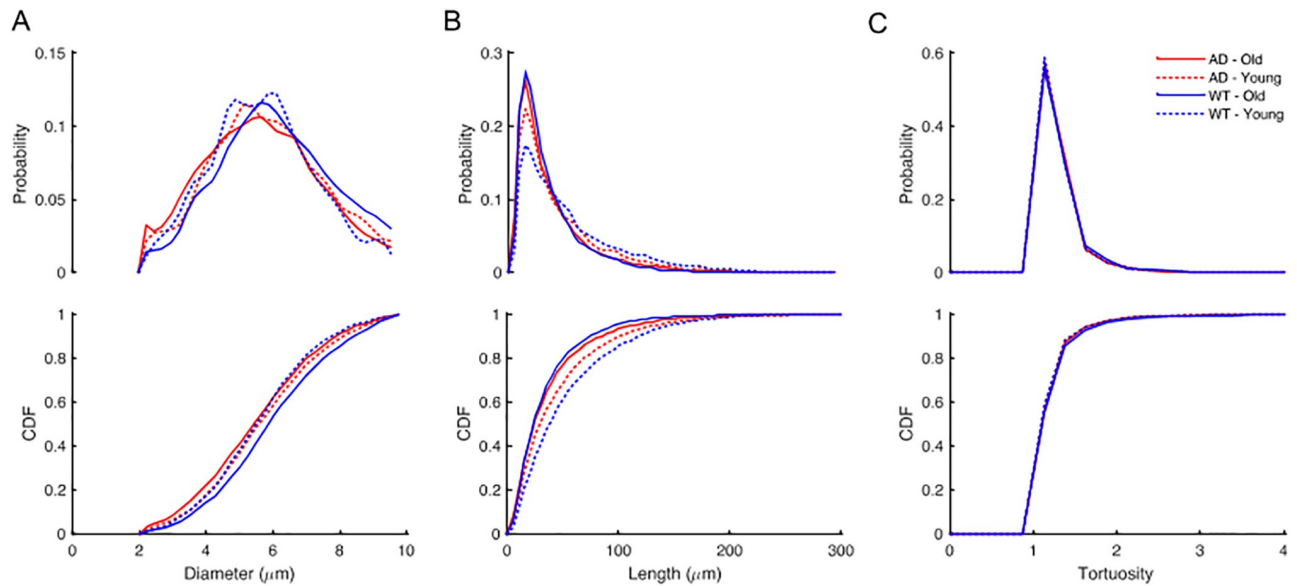 A
B
C
0.15
0.1
0.05
0
Probability
0.3
0.2
0.1
0
Probability
0.6
0.4
0.2
0
Probability
AD - Old
AD - Young
WT - Old
WT - Young
1
0.8
0.6
0.4
0.2
0
CDF
0 2 4 6 8 10
Diameter (μm)
1
0.8
0.6
0.4
0.2
0
CDF
0 100 200 300
Length (μm)
1
0.8
0.6
0.4
0.2
0
CDF
0 1 2 3 4
Tortuosity